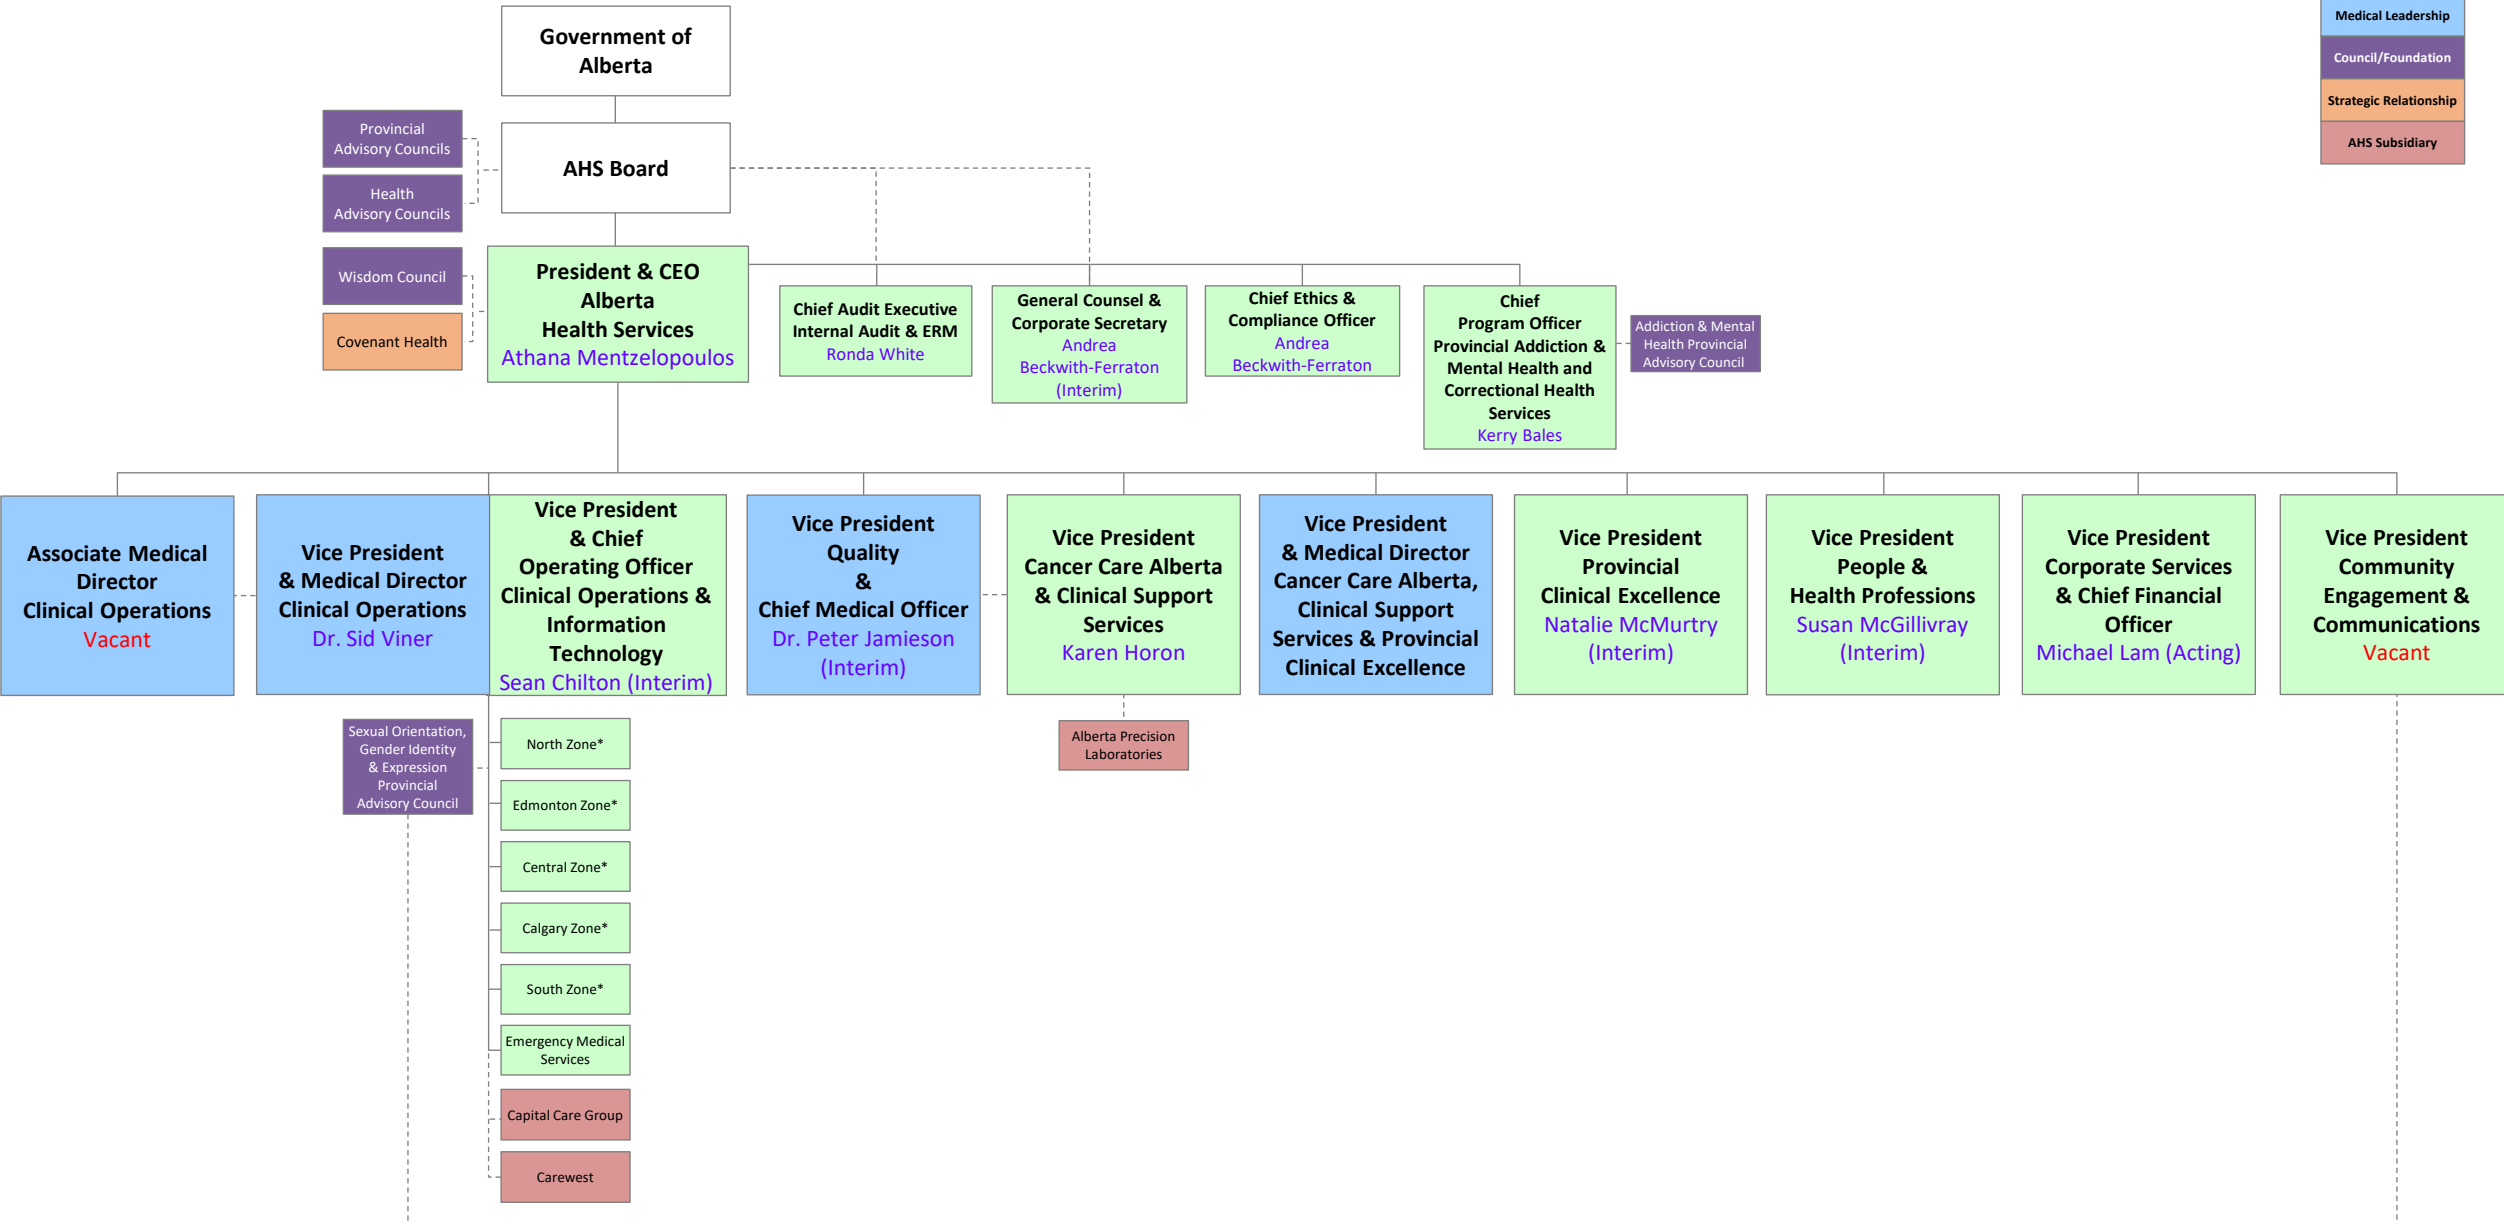 Medical Leadership
Council/Foundation
Strategic Relationship
AHS Subsidiary
Government of
Alberta
Provincial
Advisory Councils
AHS Board
Health
Advisory Councils
Wisdom Council
Covenant Health
President & CEO
Alberta
Health Services
Athana Mentzelopoulos
Chief Audit Executive
Internal Audit & ERM
Ronda White
General Counsel &
Corporate Secretary
Andrea
Beckwith-Ferraton
(Interim)
Chief Ethics &
Compliance Officer
Andrea
Beckwith-Ferraton
Chief
Program Officer
Provincial Addiction &
Mental Health and
Correctional Health
Services
Kerry Bales
Addiction & Mental
Health Provincial
Advisory Council
Associate Medical
Director
Clinical Operations
Vacant
Vice President
& Medical Director
Clinical Operations
Dr. Sid Viner
Vice President
& Chief
Operating Officer
Clinical Operations &
Information
Technology
Sean Chilton (Interim)
Vice President
Quality
&
Chief Medical Officer
Dr. Peter Jamieson
(Interim)
Vice President
Cancer Care Alberta
& Clinical Support
Services
Karen Horon
Vice President
& Medical Director
Cancer Care Alberta,
Clinical Support
Services & Provincial
Clinical Excellence
Vice President
Provincial
Clinical Excellence
Natalie McMurtry
(Interim)
Vice President
People &
Health Professions
Susan McGillivray
(Interim)
Vice President
Corporate Services
& Chief Financial
Officer
Michael Lam (Acting)
Vice President
Community
Engagement &
Communications
Vacant
Sexual Orientation,
Gender Identity
& Expression
Provincial
Advisory Council
North Zone*
Edmonton Zone*
Central Zone*
Calgary Zone*
South Zone*
Emergency Medical
Services
Capital Care Group
Carewest
Alberta Precision
Laboratories